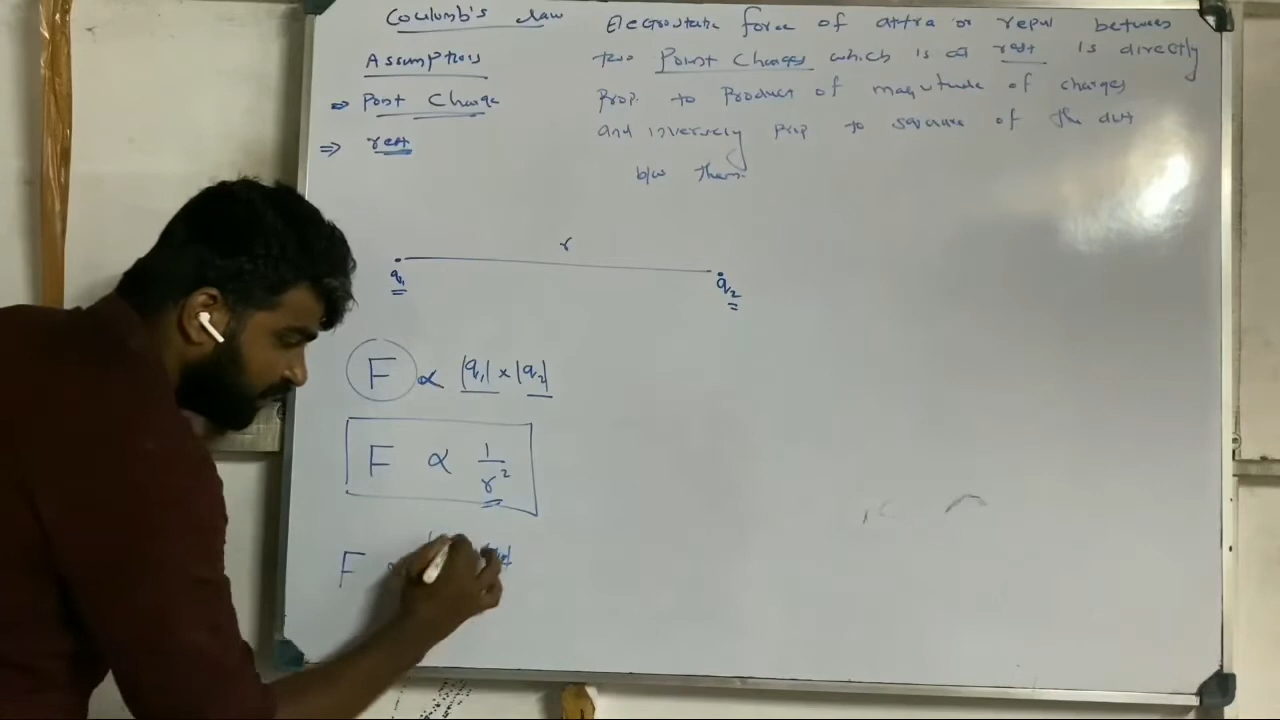 Coulomb's law
Assumptions
⇒ Point Charge
⇒ rest
Electrostatic force of attra or repul between
two Point Charges which is at rest is directly
Prop. to Product of magnitude of charges
and inversely prop to square of the dist
b/w them.
r
q₁
q₂
F ∝ |q₁| × |q₂|
F ∝ 1/r²
F